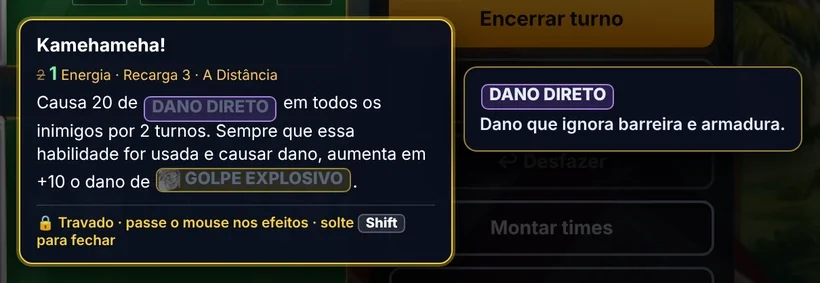 Encerrar turno
Kamehameha!
2 1 Energia · Recarga 3 · A Distância
Causa 20 de DANO DIRETO em todos os
inimigos por 2 turnos. Sempre que essa
habilidade for usada e causar dano, aumenta em
+10 o dano de GOLPE EXPLOSIVO.
🔒 Travado · passe o mouse nos efeitos · solte Shift
para fechar
DANO DIRETO
Dano que ignora barreira e armadura.
↩ Desfazer
Montar times